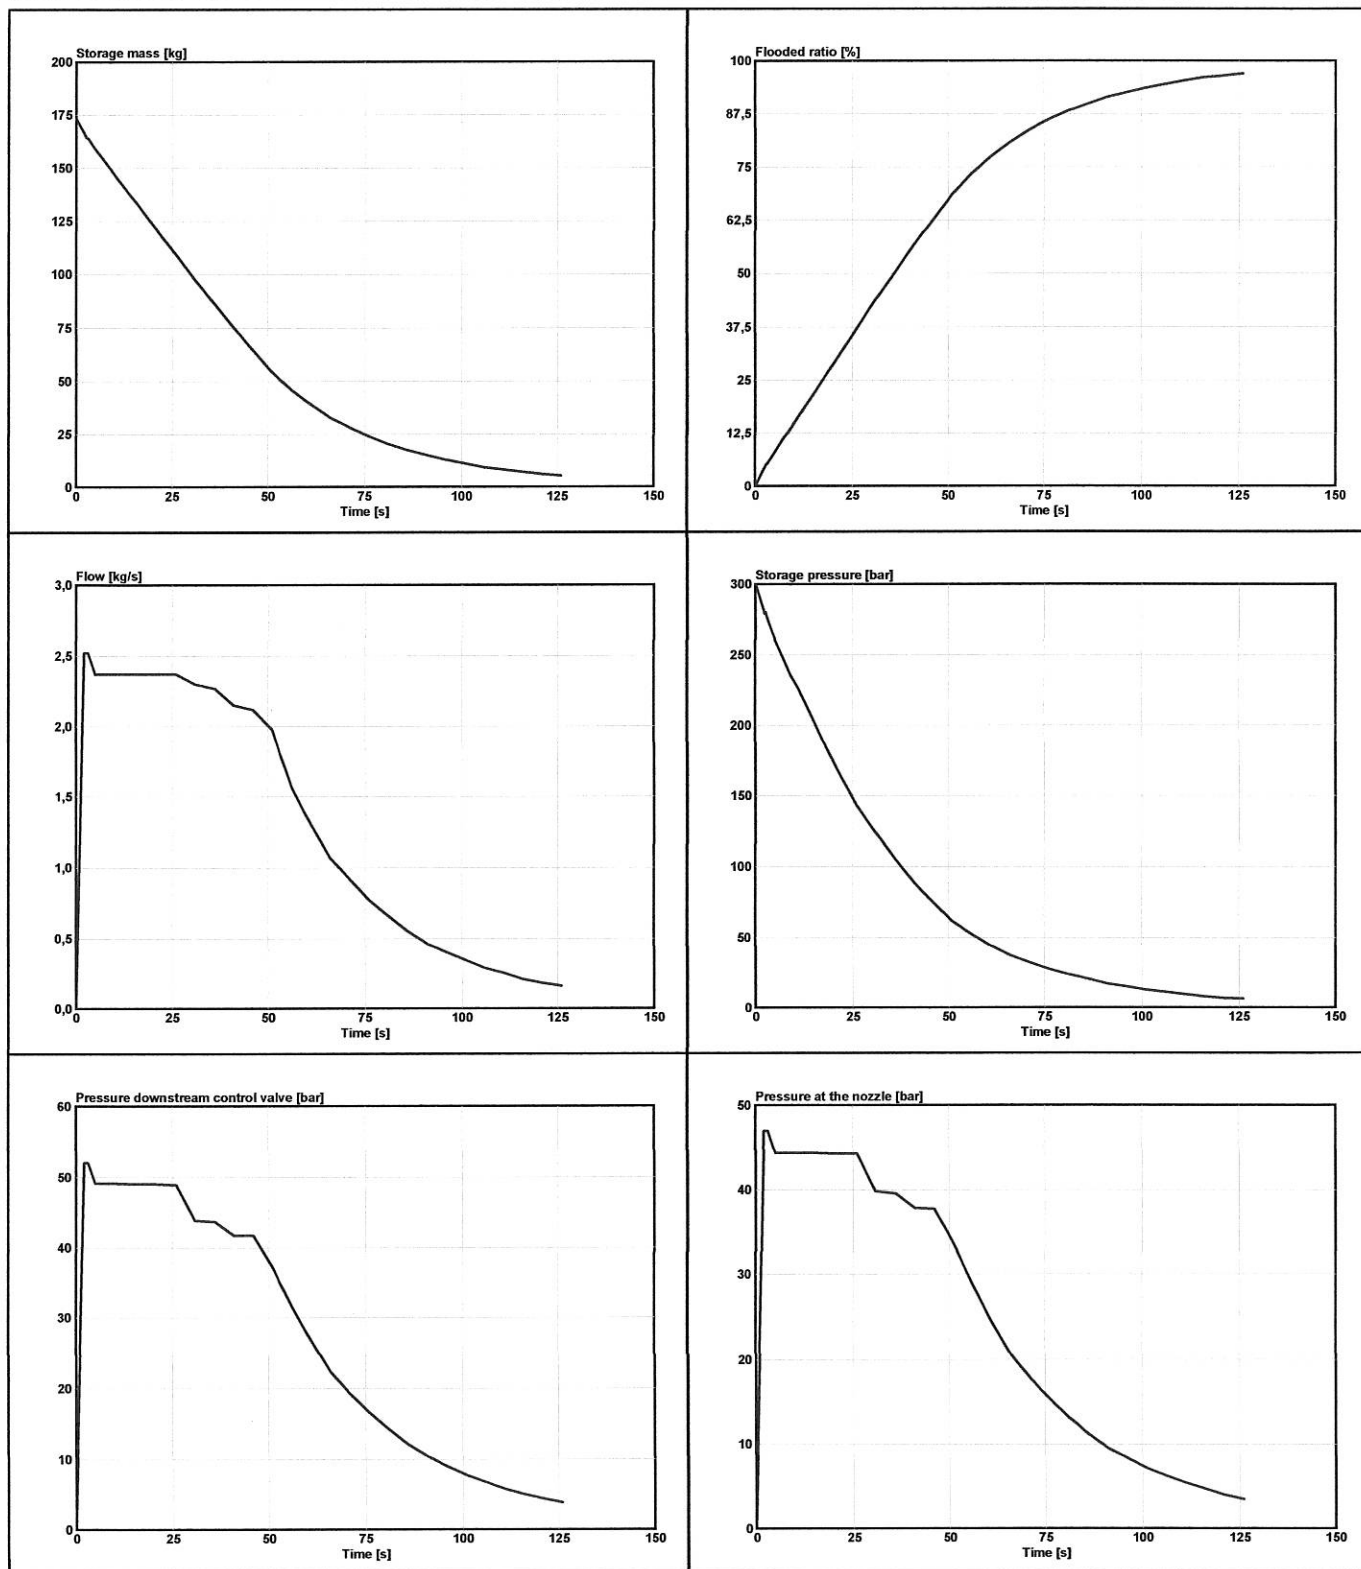 Storage mass [kg]
200
175
150
125
100
75
50
25
0
0 25 50 75 100 125 150
Time [s]
Flooded ratio [%]
100
87,5
75
62,5
50
37,5
25
12,5
0
0 25 50 75 100 125 150
Time [s]
Flow [kg/s]
3,0
2,5
2,0
1,5
1,0
0,5
0,0
0 25 50 75 100 125 150
Time [s]
Storage pressure [bar]
300
250
200
150
100
50
0
0 25 50 75 100 125 150
Time [s]
Pressure downstream control valve [bar]
60
50
40
30
20
10
0
0 25 50 75 100 125 150
Time [s]
Pressure at the nozzle [bar]
50
40
30
20
10
0
0 25 50 75 100 125 150
Time [s]